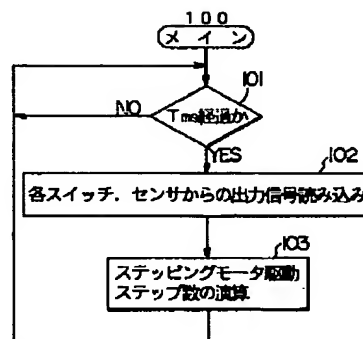 100
メイン
101
Tms経過か
NO
YES
102
各スイッチ,センサからの出力信号読み込み
103
ステッピングモータ駆動
ステップ数の演算